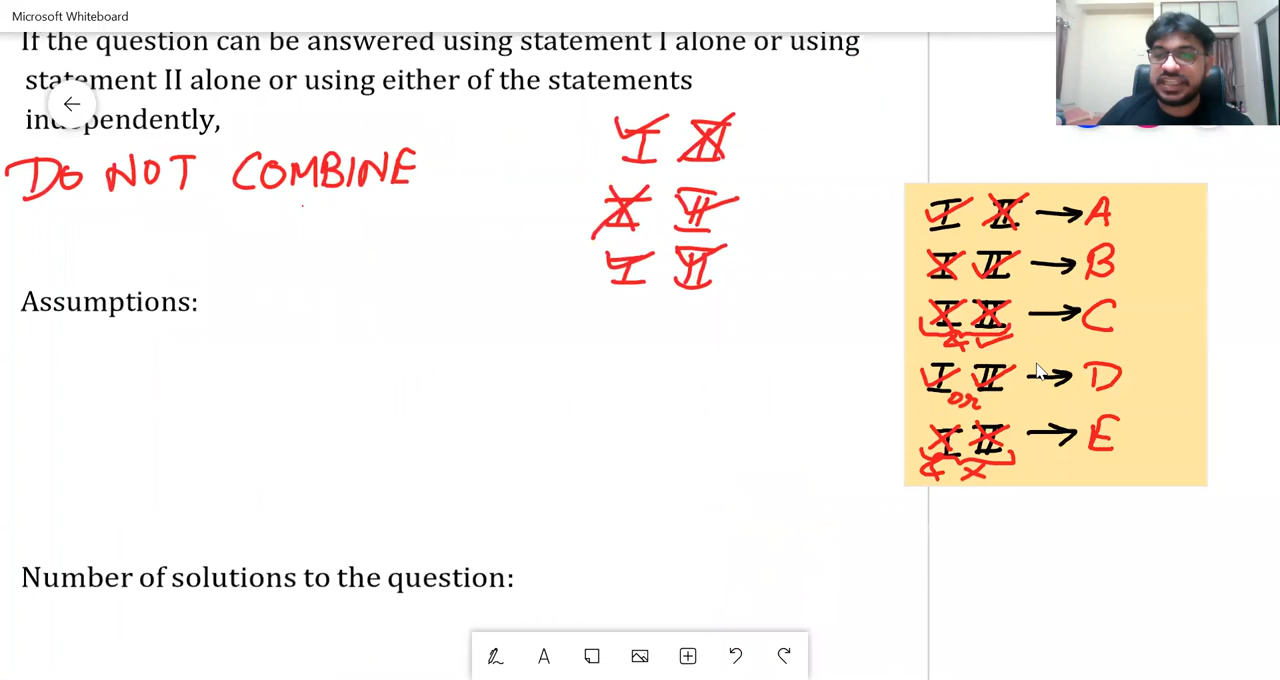 Microsoft Whiteboard
If the question can be answered using statement I alone or using
statement II alone or using either of the statements
independently,
DO NOT COMBINE
I II
I II
I II
I II → A
I II → B
I II → C
&
I II → D
or
I II → E
&
Assumptions:
Number of solutions to the question:
A